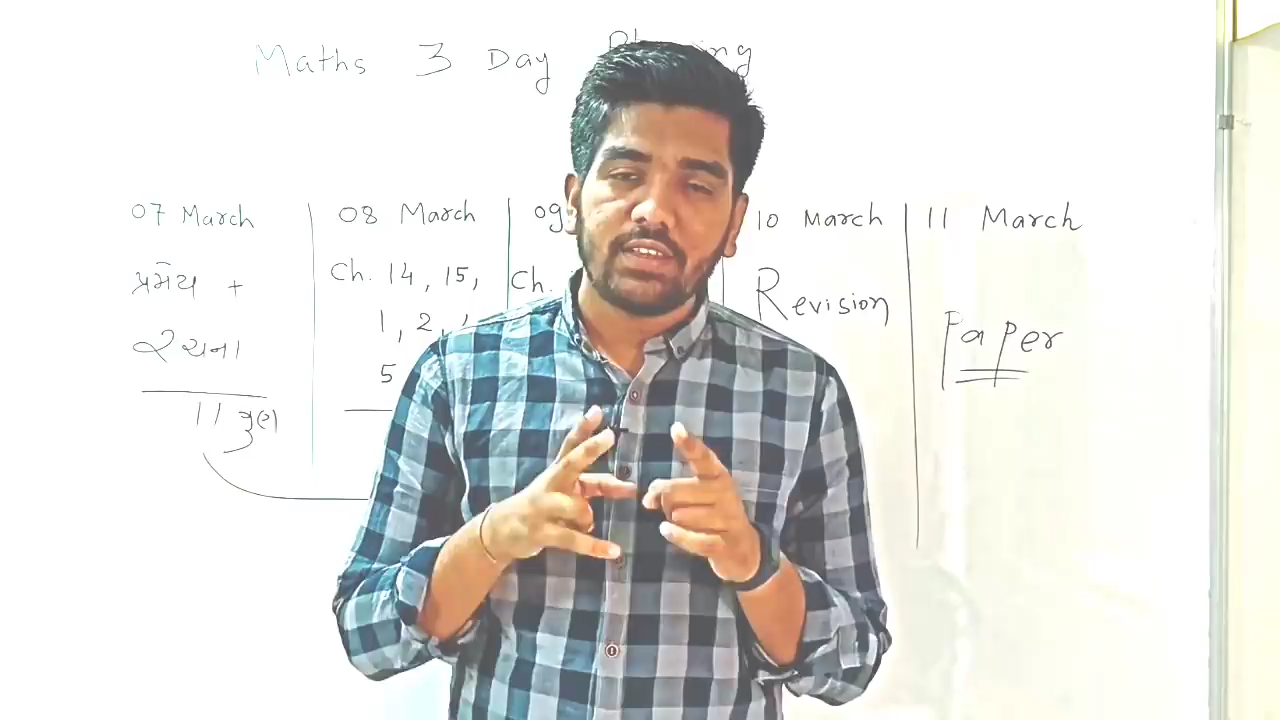 Maths 3 Day
07 March
પ્રમેય +
રચના
11 ગુણ
08 March
Ch. 14, 15,
1, 2,
5
09
Ch.
10 March
Revision
11 March
Paper